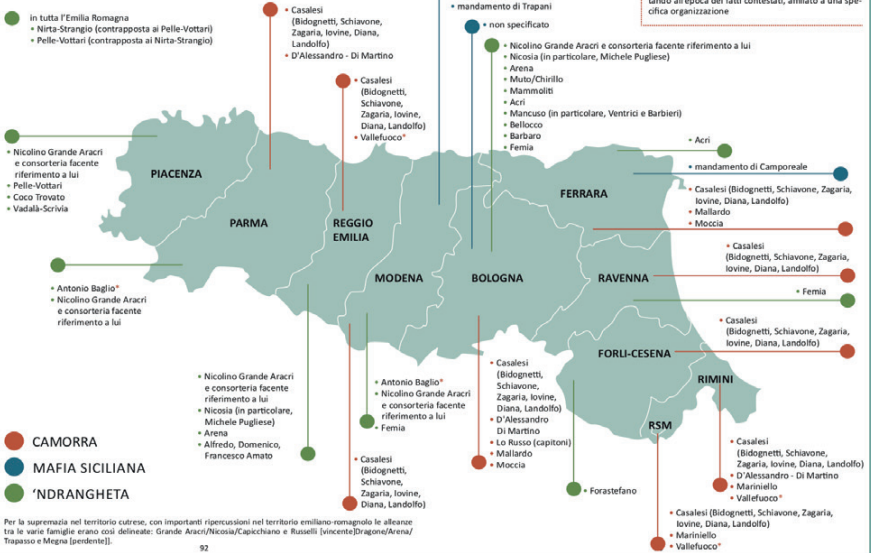 in tutta l'Emilia Romagna
• Nirta-Strangio (contrapposta ai Pelle-Vottari)
• Pelle-Vottari (contrapposta ai Nirta-Strangio)
• Casalesi
(Bidognetti, Schiavone,
Zagaria, Iovine, Diana,
Landolfo)
• D'Alessandro - Di Martino
• mandamento di Trapani
• non specificato
tando all'epoca dei fatti contestati, affiliato a una spe-
cifica organizzazione
• Casalesi
(Bidognetti,
Schiavone,
Zagaria, Iovine,
Diana, Landolfo)
• Vallefuoco*
• Nicolino Grande Aracri e consorteria facente riferimento a lui
• Nicosia (in particolare, Michele Pugliese)
• Arena
• Muto/Chirillo
• Mammoliti
• Acri
• Mancuso (in particolare, Ventrici e Barbieri)
• Bellocco
• Barbaro
• Femia
• Acri
• mandamento di Camporeale
• Casalesi (Bidognetti, Schiavone, Zagaria,
Iovine, Diana, Landolfo)
• Mallardo
• Moccia
• Nicolino Grande Aracri
e consorteria facente
riferimento a lui
• Pelle-Vottari
• Coco Trovato
• Vadalà-Scrivia
PIACENZA
PARMA
REGGIO
EMILIA
MODENA
BOLOGNA
FERRARA
RAVENNA
FORLI-CESENA
RIMINI
RSM
• Casalesi
(Bidognetti, Schiavone, Zagaria,
Iovine, Diana, Landolfo)
• Femia
• Casalesi
(Bidognetti, Schiavone, Zagaria,
Iovine, Diana, Landolfo)
• Antonio Baglio*
• Nicolino Grande Aracri
e consorteria facente
riferimento a lui
• Nicolino Grande Aracri
e consorteria facente
riferimento a lui
• Nicosia (in particolare,
Michele Pugliese)
• Arena
• Alfredo, Domenico,
Francesco Amato
• Antonio Baglio*
• Nicolino Grande Aracri
e consorteria facente
riferimento a lui
• Femia
• Casalesi
(Bidognetti,
Schiavone,
Zagaria, Iovine,
Diana, Landolfo)
• Casalesi
(Bidognetti,
Schiavone,
Zagaria, Iovine,
Diana, Landolfo)
• D'Alessandro
Di Martino
• Lo Russo (capitoni)
• Mallardo
• Moccia
• Forastefano
• Casalesi
(Bidognetti, Schiavone,
Zagaria, Iovine, Diana, Landolfo)
• D'Alessandro - Di Martino
• Mariniello
• Vallefuoco*
• Casalesi (Bidognetti, Schiavone, Zagaria,
Iovine, Diana, Landolfo)
• Mariniello
• Vallefuoco*
CAMORRA
MAFIA SICILIANA
'NDRANGHETA
Per la supremazia nel territorio cutrese, con importanti ripercussioni nel territorio emiliano-romagnolo le alleanze
tra le varie famiglie erano così delineate: Grande Aracri/Nicosia/Capicchiano e Russelli [vincente]Dragone/Arena/
Trapasso e Megna [perdente]].
92